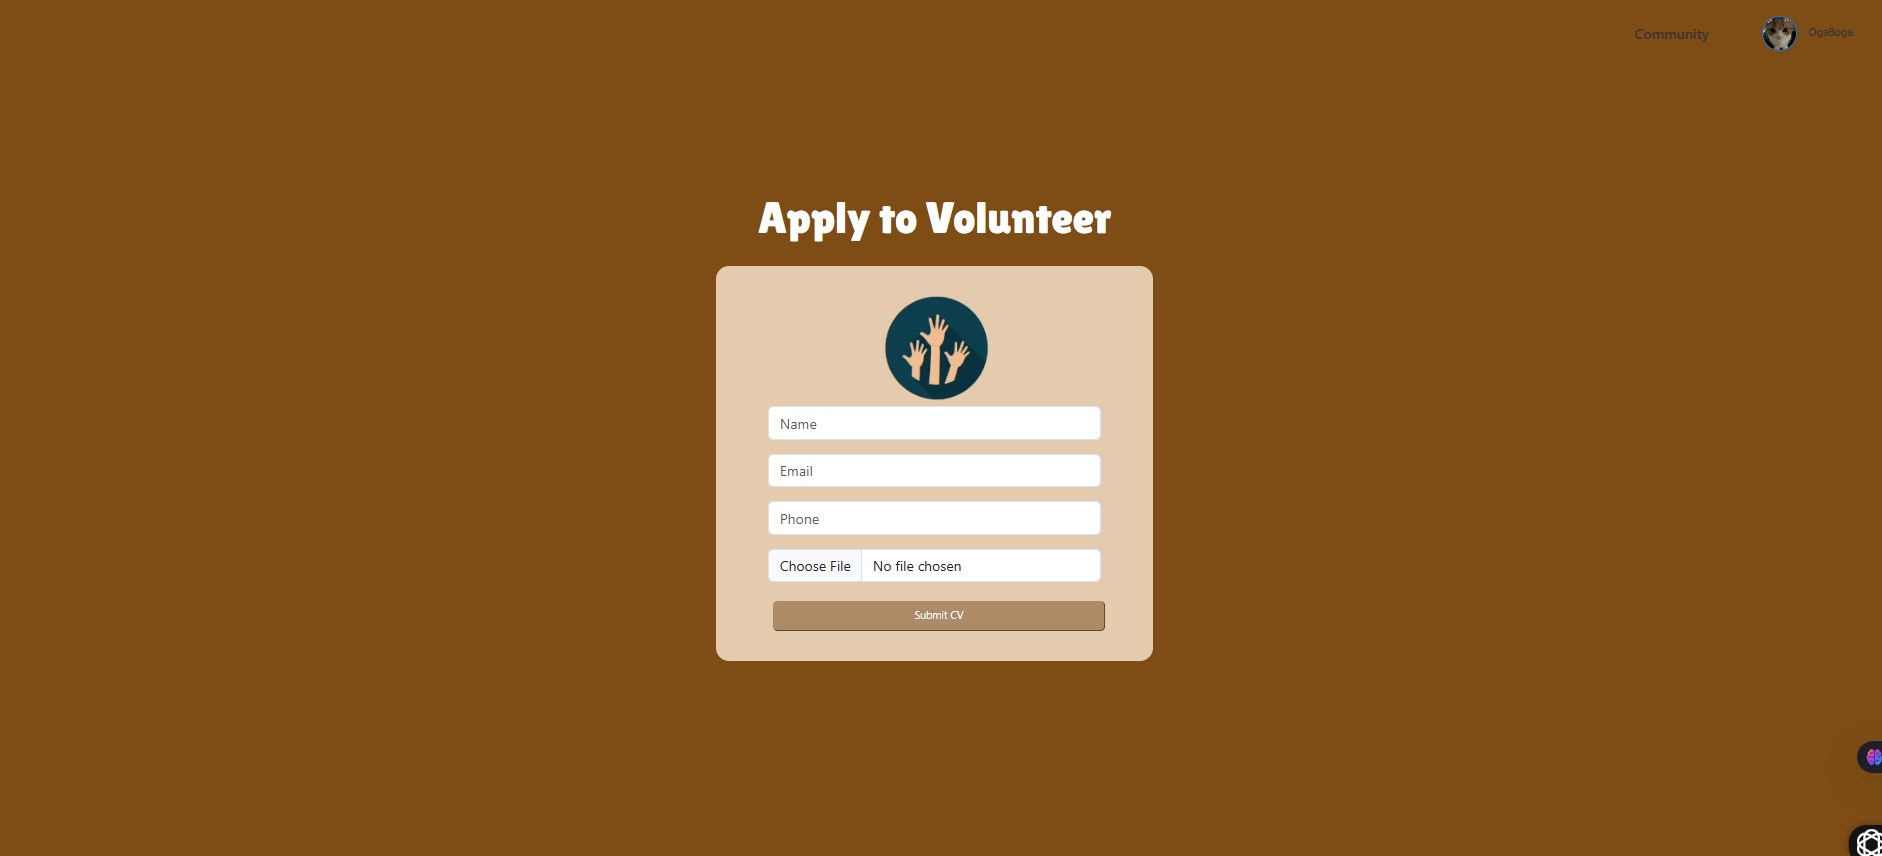 Community
OgaBoga
Apply to Volunteer
Name
Email
Phone
Choose File No file chosen
Submit CV